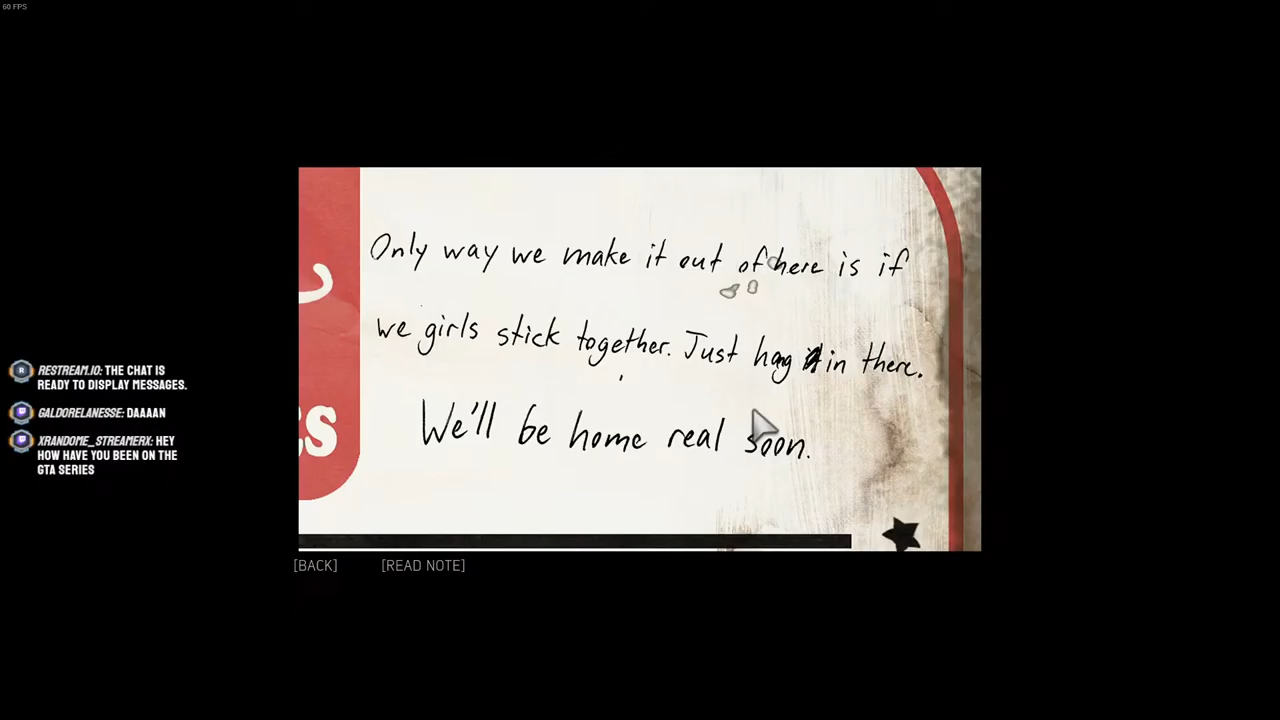 60 FPS
Only way we make it out of here is if
we girls stick together. Just hang in there.
We'll be home real soon.
ES
[BACK] [READ NOTE]
RESTREAM.IO: THE CHAT IS
READY TO DISPLAY MESSAGES.
GALDORELANESSE: DAAAAN
XRANDOME_STREAMERX: HEY
HOW HAVE YOU BEEN ON THE
GTA SERIES